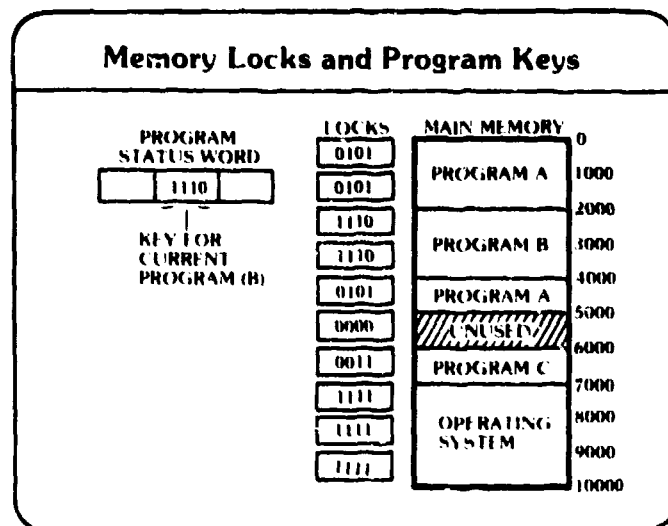 Memory Locks and Program Keys
PROGRAM
STATUS WORD
1110
KEY FOR
CURRENT
PROGRAM (B)
LOCKS
0101
0101
1110
1110
0101
0000
0011
1111
1111
1111
MAIN MEMORY
PROGRAM A
PROGRAM B
PROGRAM A
UNUSED
PROGRAM C
OPERATING
SYSTEM
0
1000
2000
3000
4000
5000
6000
7000
8000
9000
10000